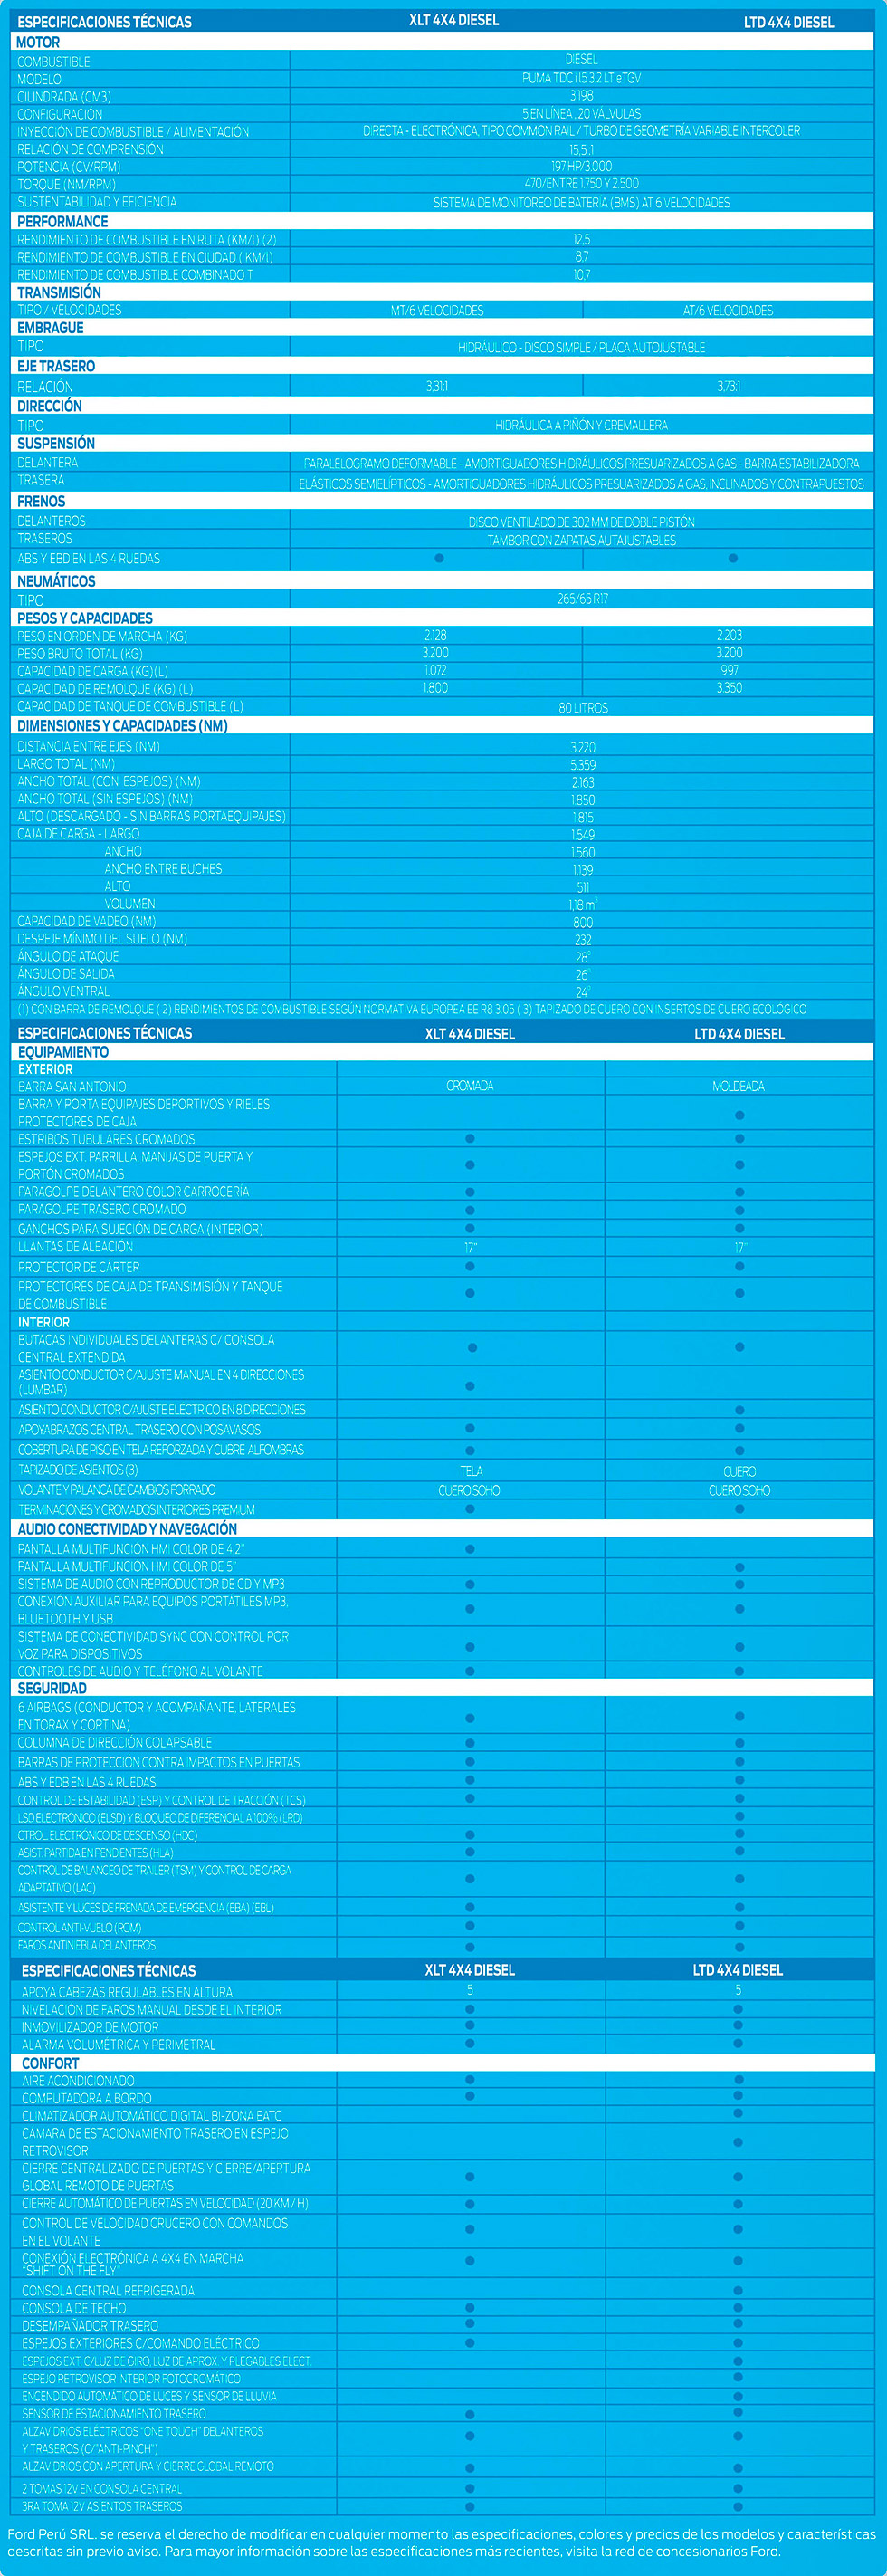 ESPECIFICACIONES TÉCNICAS XLT 4X4 DIESEL LTD 4X4 DIESEL
MOTOR
COMBUSTIBLE DIESEL
MODELO PUMA TDC i I5 3.2 LT eTGV
CILINDRADA (CM3) 3.198
CONFIGURACIÓN 5 EN LÍNEA , 20 VÁLVULAS
INYECCIÓN DE COMBUSTIBLE / ALIMENTACIÓN DIRECTA - ELECTRÓNICA, TIPO COMMON RAIL / TURBO DE GEOMETRÍA VARIABLE INTERCOLER
RELACIÓN DE COMPRENSIÓN 15,5:1
POTENCIA (CV/RPM) 197 HP/3.000
TORQUE (NM/RPM) 470/ENTRE 1.750 Y 2.500
SUSTENTABILIDAD Y EFICIENCIA SISTEMA DE MONITOREO DE BATERÍA (BMS) AT 6 VELOCIDADES
PERFORMANCE
RENDIMIENTO DE COMBUSTIBLE EN RUTA (KM/l) (2) 12,5
RENDIMIENTO DE COMBUSTIBLE EN CIUDAD ( KM/l) 8,7
RENDIMIENTO DE COMBUSTIBLE COMBINADO T 10,7
TRANSMISIÓN
TIPO / VELOCIDADES MT/6 VELOCIDADES AT/6 VELOCIDADES
EMBRAGUE
TIPO HIDRÁULICO - DISCO SIMPLE / PLACA AUTOJUSTABLE
EJE TRASERO
RELACIÓN 3,31:1 3,73:1
DIRECCIÓN
TIPO HIDRÁULICA A PIÑÓN Y CREMALLERA
SUSPENSIÓN
DELANTERA PARALELOGRAMO DEFORMABLE - AMORTIGUADORES HIDRÁULICOS PRESUARIZADOS A GAS - BARRA ESTABILIZADORA
TRASERA ELÁSTICOS SEMIELÍPTICOS - AMORTIGUADORES HIDRÁULICOS PRESUARIZADOS A GAS, INCLINADOS Y CONTRAPUESTOS
FRENOS
DELANTEROS DISCO VENTILADO DE 302 MM DE DOBLE PISTÓN
TRASEROS TAMBOR CON ZAPATAS AUTAJUSTABLES
ABS Y EBD EN LAS 4 RUEDAS ● ●
NEUMÁTICOS
TIPO 265/65 R17
PESOS Y CAPACIDADES
PESO EN ORDEN DE MARCHA (KG) 2.128 2.203
PESO BRUTO TOTAL (KG) 3.200 3.200
CAPACIDAD DE CARGA (KG)(L) 1.072 997
CAPACIDAD DE REMOLQUE (KG) (L) 1.800 3.350
CAPACIDAD DE TANQUE DE COMBUSTIBLE (L) 80 LITROS
DIMENSIONES Y CAPACIDADES (NM)
DISTANCIA ENTRE EJES (NM) 3.220
LARGO TOTAL (NM) 5.359
ANCHO TOTAL (CON ESPEJOS) (NM) 2.163
ANCHO TOTAL (SIN ESPEJOS) (NM) 1.850
ALTO (DESCARGADO - SIN BARRAS PORTAEQUIPAJES) 1.815
CAJA DE CARGA - LARGO 1.549
ANCHO 1.560
ANCHO ENTRE BUCHES 1.139
ALTO 511
VOLUMEN 1,18 m³
CAPACIDAD DE VADEO (NM) 800
DESPEJE MÍNIMO DEL SUELO (NM) 232
ÁNGULO DE ATAQUE 28°
ÁNGULO DE SALIDA 26°
ÁNGULO VENTRAL 24°
(1) CON BARRA DE REMOLQUE ( 2) RENDIMIENTOS DE COMBUSTIBLE SEGÚN NORMATIVA EUROPEA EE R8 3.05 ( 3) TAPIZADO DE CUERO CON INSERTOS DE CUERO ECOLÓGICO
ESPECIFICACIONES TÉCNICAS XLT 4X4 DIESEL LTD 4X4 DIESEL
EQUIPAMIENTO
EXTERIOR
BARRA SAN ANTONIO CROMADA MOLDEADA
BARRA Y PORTA EQUIPAJES DEPORTIVOS Y RIELES
PROTECTORES DE CAJA ●
ESTRIBOS TUBULARES CROMADOS ● ●
ESPEJOS EXT. PARRILLA, MANIJAS DE PUERTA Y
PORTÓN CROMADOS ● ●
PARAGOLPE DELANTERO COLOR CARROCERÍA ● ●
PARAGOLPE TRASERO CROMADO ● ●
GANCHOS PARA SUJECIÓN DE CARGA (INTERIOR) ● ●
LLANTAS DE ALEACIÓN 17" 17"
PROTECTOR DE CÁRTER ● ●
PROTECTORES DE CAJA DE TRANSIMISIÓN Y TANQUE
DE COMBUSTIBLE ● ●
INTERIOR
BUTACAS INDIVIDUALES DELANTERAS C/ CONSOLA
CENTRAL EXTENDIDA ● ●
ASIENTO CONDUCTOR C/AJUSTE MANUAL EN 4 DIRECCIONES
(LUMBAR) ●
ASIENTO CONDUCTOR C/AJUSTE ELÉCTRICO EN 8 DIRECCIONES ●
APOYABRAZOS CENTRAL TRASERO CON POSAVASOS ● ●
COBERTURA DE PISO EN TELA REFORZADA Y CUBRE ALFOMBRAS ● ●
TAPIZADO DE ASIENTOS (3) TELA CUERO
VOLANTE Y PALANCA DE CAMBIOS FORRADO CUERO SOHO CUERO SOHO
TERMINACIONES Y CROMADOS INTERIORES PREMIUM ● ●
AUDIO CONECTIVIDAD Y NAVEGACIÓN
PANTALLA MULTIFUNCIÓN HMI COLOR DE 4,2" ●
PANTALLA MULTIFUNCIÓN HMI COLOR DE 5" ●
SISTEMA DE AUDIO CON REPRODUCTOR DE CD Y MP3 ● ●
CONEXIÓN AUXILIAR PARA EQUIPOS PORTÁTILES MP3,
BLUETOOTH Y USB ● ●
SISTEMA DE CONECTIVIDAD SYNC CON CONTROL POR
VOZ PARA DISPOSITIVOS ● ●
CONTROLES DE AUDIO Y TELÉFONO AL VOLANTE ● ●
SEGURIDAD
6 AIRBAGS (CONDUCTOR Y ACOMPAÑANTE, LATERALES
EN TORAX Y CORTINA) ● ●
COLUMNA DE DIRECCIÓN COLAPSABLE ● ●
BARRAS DE PROTECCIÓN CONTRA IMPACTOS EN PUERTAS ● ●
ABS Y EDB EN LAS 4 RUEDAS ● ●
CONTROL DE ESTABILIDAD (ESP) Y CONTROL DE TRACCIÓN (TCS) ● ●
LSD ELECTRÓNICO (ELSD) Y BLOQUEO DE DIFERENCIAL A 100% (LRD) ●
CTROL. ELECTRÓNICO DE DESCENSO (HDC) ● ●
ASIST. PARTIDA EN PENDIENTES (HLA) ● ●
CONTROL DE BALANCEO DE TRAILER (TSM) Y CONTROL DE CARGA
ADAPTATIVO (LAC) ● ●
ASISTENTE Y LUCES DE FRENADA DE EMERGENCIA (EBA) (EBL) ● ●
CONTROL ANTI-VUELO (ROM) ● ●
FAROS ANTINIEBLA DELANTEROS ● ●
ESPECIFICACIONES TÉCNICAS XLT 4X4 DIESEL LTD 4X4 DIESEL
APOYA CABEZAS REGULABLES EN ALTURA 5 5
NIVELACIÓN DE FAROS MANUAL DESDE EL INTERIOR ● ●
INMOVILIZADOR DE MOTOR ● ●
ALARMA VOLUMÉTRICA Y PERIMETRAL ● ●
CONFORT
AIRE ACONDICIONADO ● ●
COMPUTADORA A BORDO ● ●
CLIMATIZADOR AUTOMÁTICO DIGITAL BI-ZONA EATC ●
CÁMARA DE ESTACIONAMIENTO TRASERO EN ESPEJO
RETROVISOR ●
CIERRE CENTRALIZADO DE PUERTAS Y CIERRE/APERTURA
GLOBAL REMOTO DE PUERTAS ● ●
CIERRE AUTOMÁTICO DE PUERTAS EN VELOCIDAD (20 KM / H) ● ●
CONTROL DE VELOCIDAD CRUCERO CON COMANDOS
EN EL VOLANTE ● ●
CONEXIÓN ELECTRÓNICA A 4X4 EN MARCHA
"SHIFT ON THE FLY" ● ●
CONSOLA CENTRAL REFRIGERADA ●
CONSOLA DE TECHO ● ●
DESEMPAÑADOR TRASERO ● ●
ESPEJOS EXTERIORES C/COMANDO ELÉCTRICO ● ●
ESPEJOS EXT. C/LUZ DE GIRO, LUZ DE APROX. Y PLEGABLES ELECT. ●
ESPEJO RETROVISOR INTERIOR FOTOCROMÁTICO ●
ENCENDIDO AUTOMÁTICO DE LUCES Y SENSOR DE LLUVIA ●
SENSOR DE ESTACIONAMIENTO TRASERO ● ●
ALZAVIDRIOS ELÉCTRICOS "ONE TOUCH" DELANTEROS
Y TRASEROS (C/"ANTI-PINCH") ● ●
ALZAVIDRIOS CON APERTURA Y CIERRE GLOBAL REMOTO ● ●
2 TOMAS 12V EN CONSOLA CENTRAL ● ●
3RA TOMA 12V ASIENTOS TRASEROS ● ●
Ford Perú SRL. se reserva el derecho de modificar en cualquier momento las especificaciones, colores y precios de los modelos y características
descritas sin previo aviso. Para mayor información sobre las especificaciones más recientes, visita la red de concesionarios Ford.